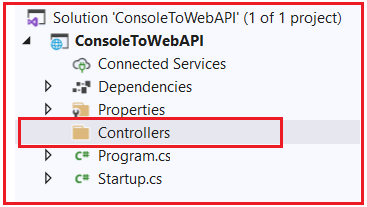 Solution 'ConsoleToWebAPI' (1 of 1 project)
ConsoleToWebAPI
Connected Services
Dependencies
Properties
Controllers
C# Program.cs
C# Startup.cs